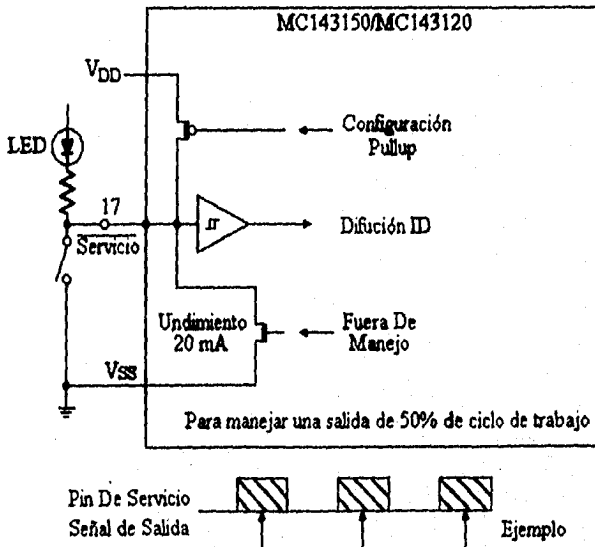 MC143150/MC143120
VDD
Configuración
Pullup
LED
17
Servicio
Difución ID
Undimiento
20 mA
Fuera De
Manejo
VSS
Para manejar una salida de 50% de ciclo de trabajo
Pin De Servicio
Señal de Salida
Ejemplo